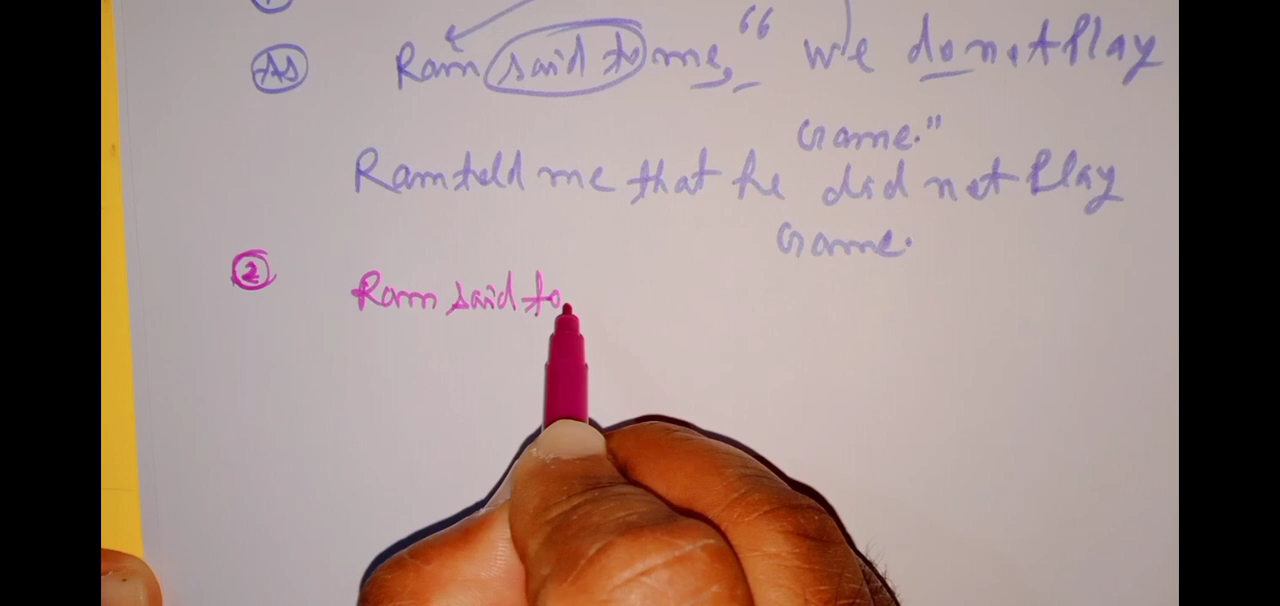 As Ram said to me, "We do not Play
Game."
Ram told me that he did not Play
Game.
2 Ram said to